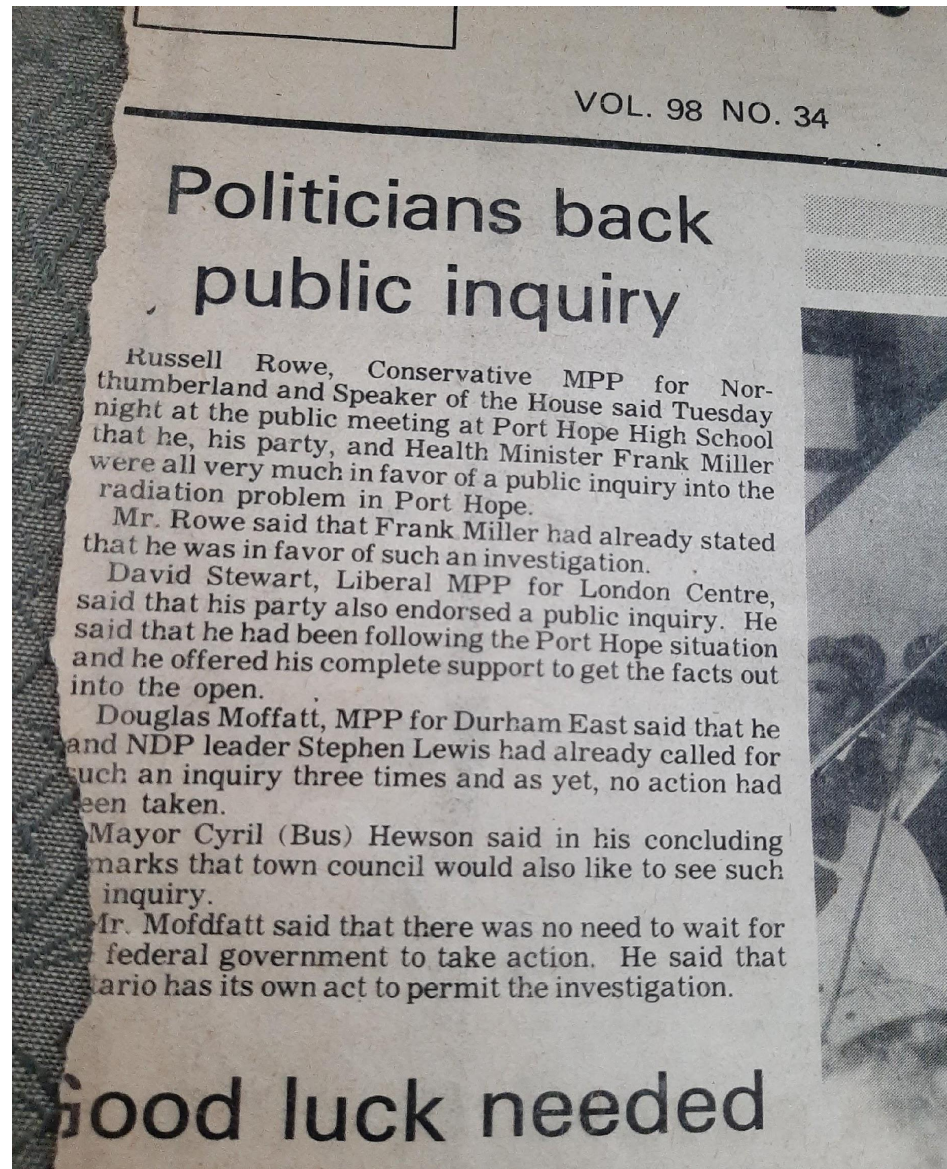 VOL. 98 NO. 34
Politicians back
public inquiry
Russell Rowe, Conservative MPP for Nor-
thumberland and Speaker of the House said Tuesday
night at the public meeting at Port Hope High School
that he, his party, and Health Minister Frank Miller
were all very much in favor of a public inquiry into the
radiation problem in Port Hope.
Mr. Rowe said that Frank Miller had already stated
that he was in favor of such an investigation.
David Stewart, Liberal MPP for London Centre,
said that his party also endorsed a public inquiry. He
said that he had been following the Port Hope situation
and he offered his complete support to get the facts out
into the open.
Douglas Moffatt, MPP for Durham East said that he
and NDP leader Stephen Lewis had already called for
uch an inquiry three times and as yet, no action had
een taken.
Mayor Cyril (Bus) Hewson said in his concluding
marks that town council would also like to see such
inquiry.
Mr. Mofdfatt said that there was no need to wait for
federal government to take action. He said that
tario has its own act to permit the investigation.
Good luck needed